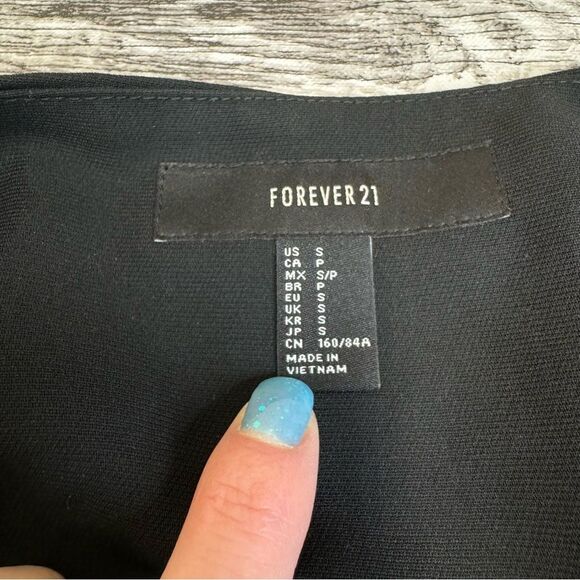 FOREVER 21
US S
CA P
MX S/P
BR P
EU S
UK S
KR S
JP S
CN 160/84A
MADE IN
VIETNAM